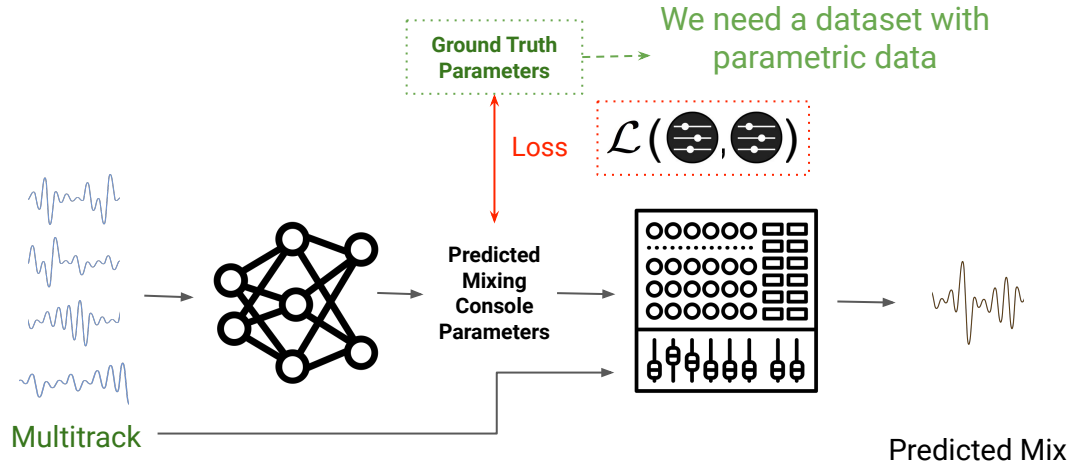 We need a dataset with
parametric data
Ground Truth
Parameters
Loss
ℒ( , )
Predicted
Mixing
Console
Parameters
Multitrack
Predicted Mix